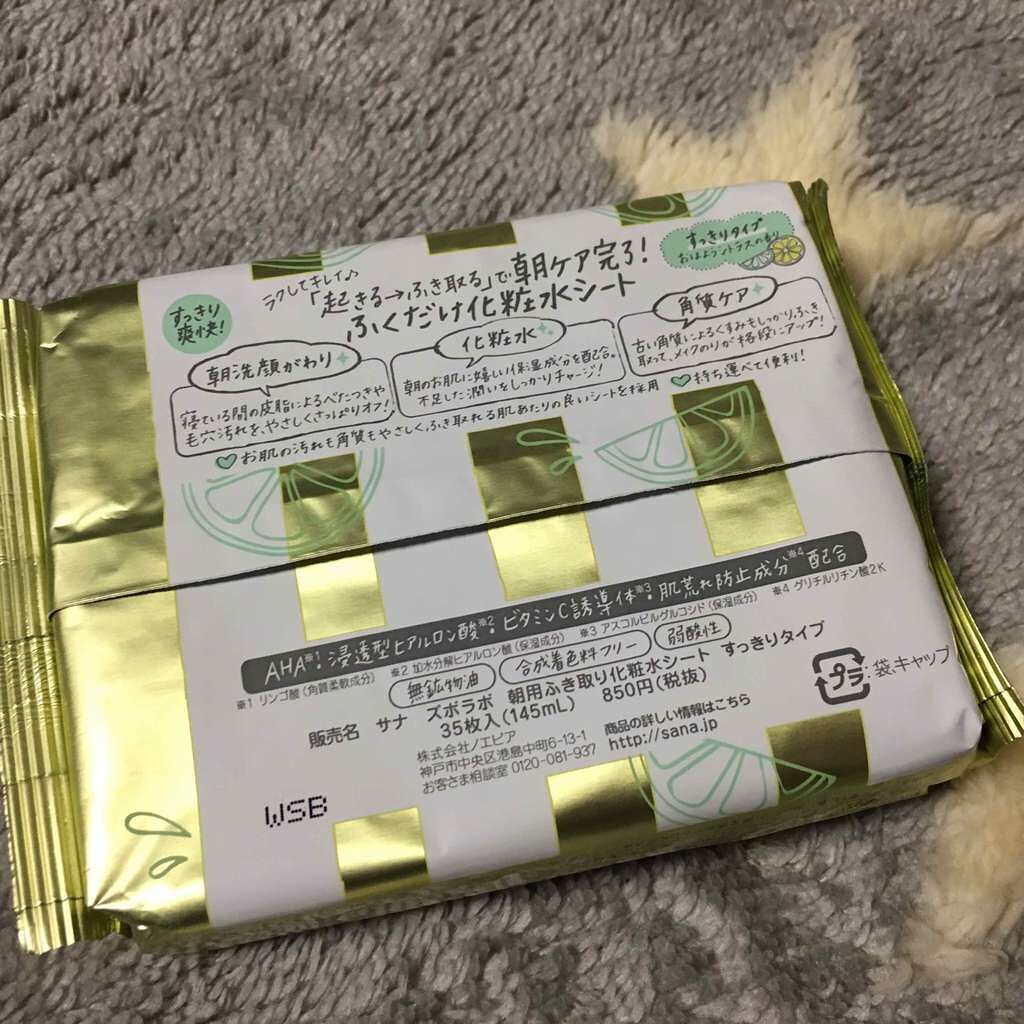 ラクしてキレイ♪
「起きる→ふき取る」で朝ケア完了!
ふくだけ化粧水シート
すっきりタイプ
おはようシトラスの香り
すっきり
爽快!
朝洗顔がわり
寝ている間の皮脂によるべたつきや
毛穴汚れを、やさしくさっぱりオフ!
化粧水
朝のお肌に嬉しい保湿成分を配合。
不足した潤いをしっかりチャージ!
角質ケア
古い角質によるくすみもしっかりふき
取って、メイクのりが格段にアップ!
♡お肌の汚れも角質もやさしく、ふき取れる肌あたりの良いシートを採用 ♡持ち運べて便利!
AHA※1・浸透型ヒアルロン酸※2・ビタミンC誘導体※3・肌荒れ防止成分※4配合
※1 リンゴ酸(角質柔軟成分) ※2 加水分解ヒアルロン酸(保湿成分) ※3 アスコルビルグルコシド(保湿成分) ※4 グリチルリチン酸2K
無鉱物油 合成着色料フリー 弱酸性
販売名 サナ ズボラボ 朝用ふき取り化粧水シート すっきりタイプ
35枚入(145mL) 850円(税抜)
株式会社ノエビア
神戸市中央区港島中町6-13-1
お客さま相談室 0120-081-937
商品の詳しい情報はこちら
http://sana.jp
プラ:袋、キャップ
WSB